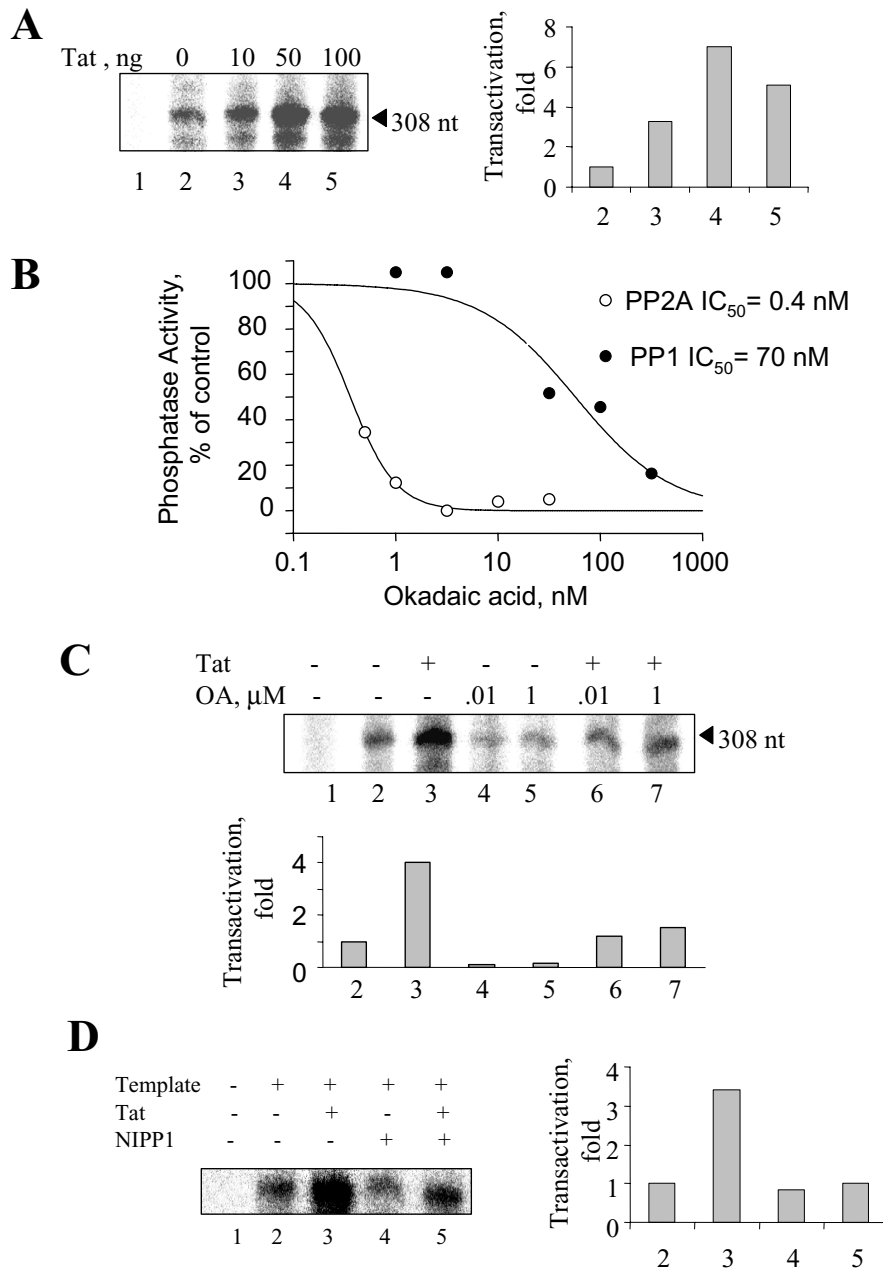 A
Tat , ng 0 10 50 100
308 nt
1 2 3 4 5
Transactivation, fold
8
6
4
2
0
2 3 4 5
B
Phosphatase Activity, % of control
100
80
60
40
20
0
0.1 1 10 100 1000
Okadaic acid, nM
PP2A IC50= 0.4 nM
PP1 IC50= 70 nM
C
Tat - - + - - + +
OA, μM - - - .01 1 .01 1
308 nt
1 2 3 4 5 6 7
Transactivation, fold
4
2
0
2 3 4 5 6 7
D
Template - + + + +
Tat - - + - +
NIPP1 - - - + +
1 2 3 4 5
Transactivation, fold
4
3
2
1
0
2 3 4 5